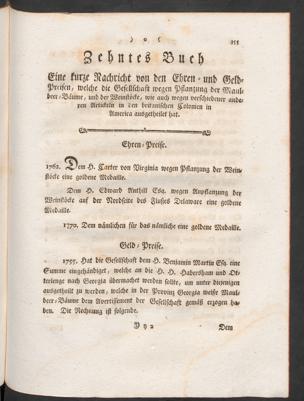 ) o (
355
Zehntes Buch
Eine kurze Nachricht von den Ehren- und Geld-
Preisen, welche die Gesellschaft wegen Pflanzung der Maul-
beer-Bäume, und der Weinstöcke, wie auch wegen verschiedener ande-
ren Artickeln in den britannischen Colonien in
America ausgetheilet hat.
Ehren-Preise.
1762. Dem H. Carter von Virginia wegen Pflanzung der Wein-
stöcke eine goldene Medaille.
Dem H. Edward Anthill Esq. wegen Anpflanzung der
Weinstöcke auf der Nordseite des Flußes Delaware eine goldene
Medaille.
1770. Dem nämlichen für das nämliche eine goldene Medaille.
Geld-Preise.
1755. Hat die Gesellschaft dem H. Benjamin Martin Esq. eine
Summe eingehändiget, welche an die H. H. Habersham und Ot-
terlenge nach Georgia übermacht werden sollte, um unter diejenigen
ausgetheilt zu werden, welche in der Provinz Georgia weiße Maul-
beer-Bäume dem Avertissement der Gesellschaft gemäß erzogen ha-
ben. Die Rechnung ist folgende.
Y y 2
Dem